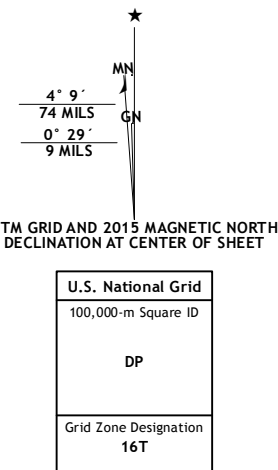 ★
MN
4° 9´
74 MILS
GN
0° 29´
9 MILS
TM GRID AND 2015 MAGNETIC NORTH
DECLINATION AT CENTER OF SHEET
U.S. National Grid
100,000-m Square ID
DP
Grid Zone Designation
16T